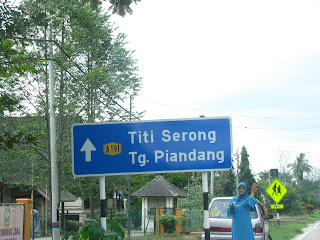 A191
Titi Serong
Tg. Piandang